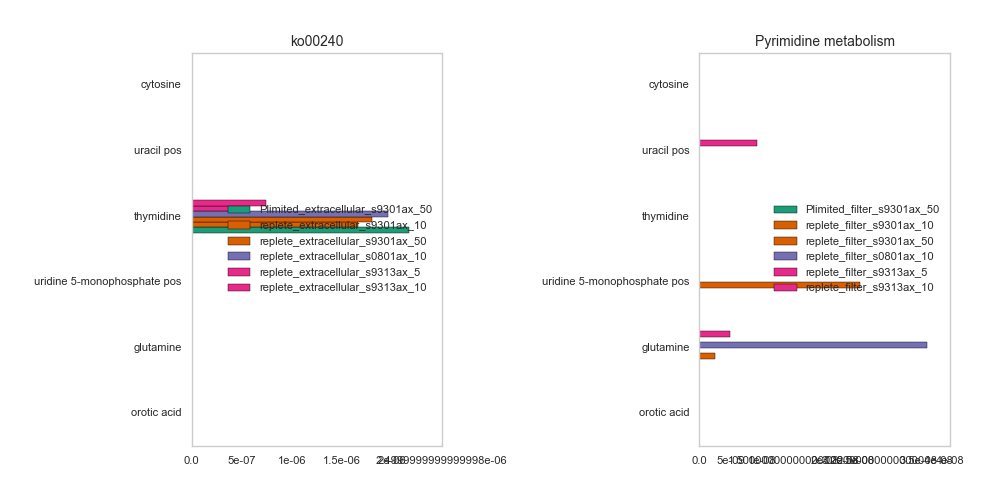 ko00240
cytosine
uracil pos
thymidine
uridine 5-monophosphate pos
glutamine
orotic acid
Plimited_extracellular_s9301ax_50
replete_extracellular_s9301ax_10
replete_extracellular_s9301ax_50
replete_extracellular_s0801ax_10
replete_extracellular_s9313ax_5
replete_extracellular_s9313ax_10
0.0 5e-07 1e-06 1.5e-06
Pyrimidine metabolism
cytosine
uracil pos
thymidine
uridine 5-monophosphate pos
glutamine
orotic acid
Plimited_filter_s9301ax_50
replete_filter_s9301ax_10
replete_filter_s9301ax_50
replete_filter_s0801ax_10
replete_filter_s9313ax_5
replete_filter_s9313ax_10
0.0